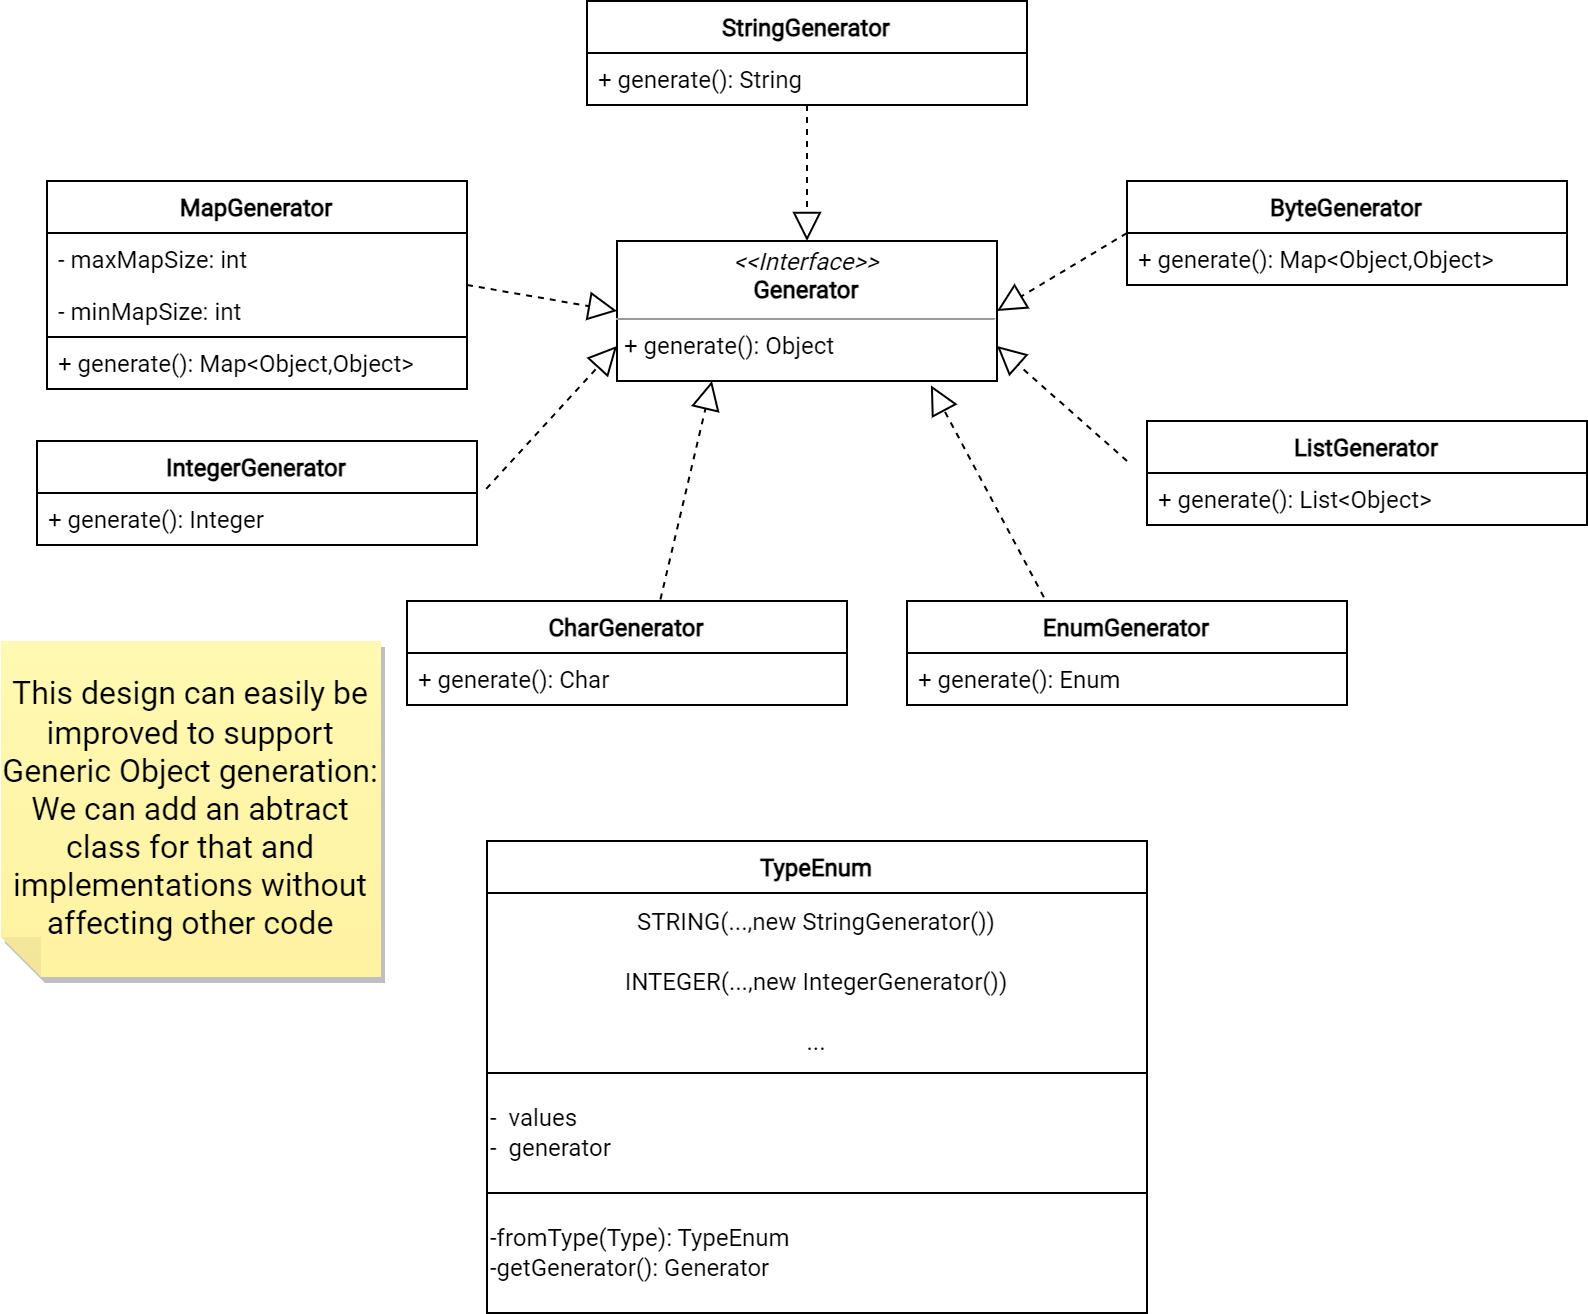 StringGenerator
+ generate(): String
MapGenerator
- maxMapSize: int
- minMapSize: int
+ generate(): Map<Object,Object>
<<Interface>>
Generator
+ generate(): Object
ByteGenerator
+ generate(): Map<Object,Object>
IntegerGenerator
+ generate(): Integer
ListGenerator
+ generate(): List<Object>
CharGenerator
+ generate(): Char
EnumGenerator
+ generate(): Enum
This design can easily be
improved to support
Generic Object generation:
We can add an abtract
class for that and
implementations without
affecting other code
TypeEnum
STRING(...,new StringGenerator())
INTEGER(...,new IntegerGenerator())
...
- values
- generator
-fromType(Type): TypeEnum
-getGenerator(): Generator